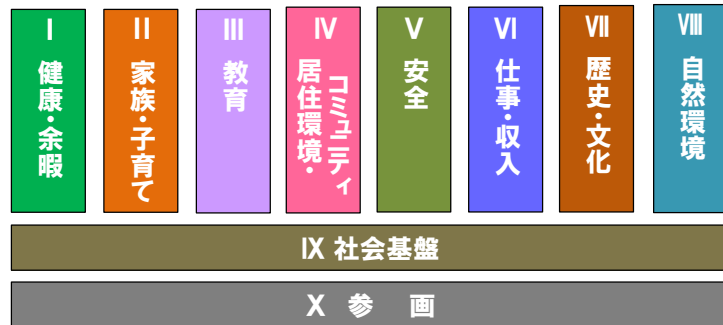 Ⅰ
健康・余暇
Ⅱ
家族・子育て
Ⅲ
教育
Ⅳ
居住環境・
コミュニティ
Ⅴ
安全
Ⅵ
仕事・収入
Ⅶ
歴史・文化
Ⅷ
自然環境
Ⅸ 社会基盤
Ⅹ 参 画